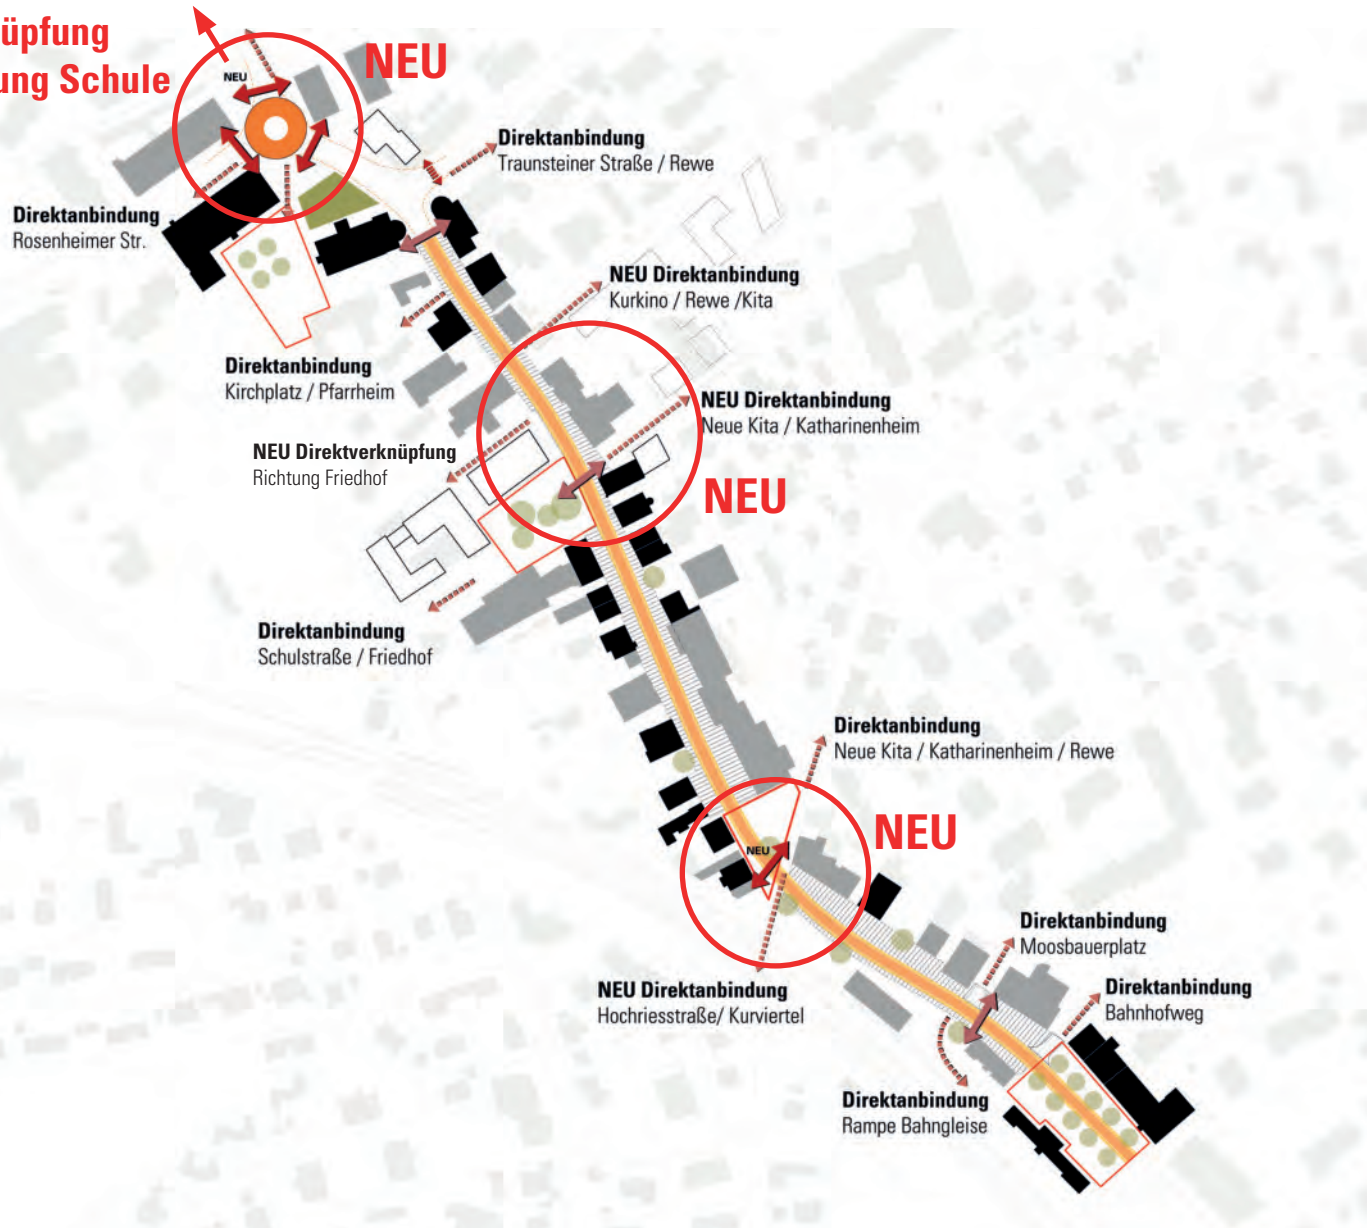 üpfung
ung Schule
NEU
NEU
Direktanbindung
Traunsteiner Straße / Rewe
Direktanbindung
Rosenheimer Str.
NEU Direktanbindung
Kurkino / Rewe /Kita
Direktanbindung
Kirchplatz / Pfarrheim
NEU Direktanbindung
Neue Kita / Katharinenheim
NEU Direktverknüpfung
Richtung Friedhof
NEU
Direktanbindung
Schulstraße / Friedhof
Direktanbindung
Neue Kita / Katharinenheim / Rewe
NEU
NEU
Direktanbindung
Moosbauerplatz
NEU Direktanbindung
Hochriesstraße/ Kurviertel
Direktanbindung
Bahnhofweg
Direktanbindung
Rampe Bahngleise